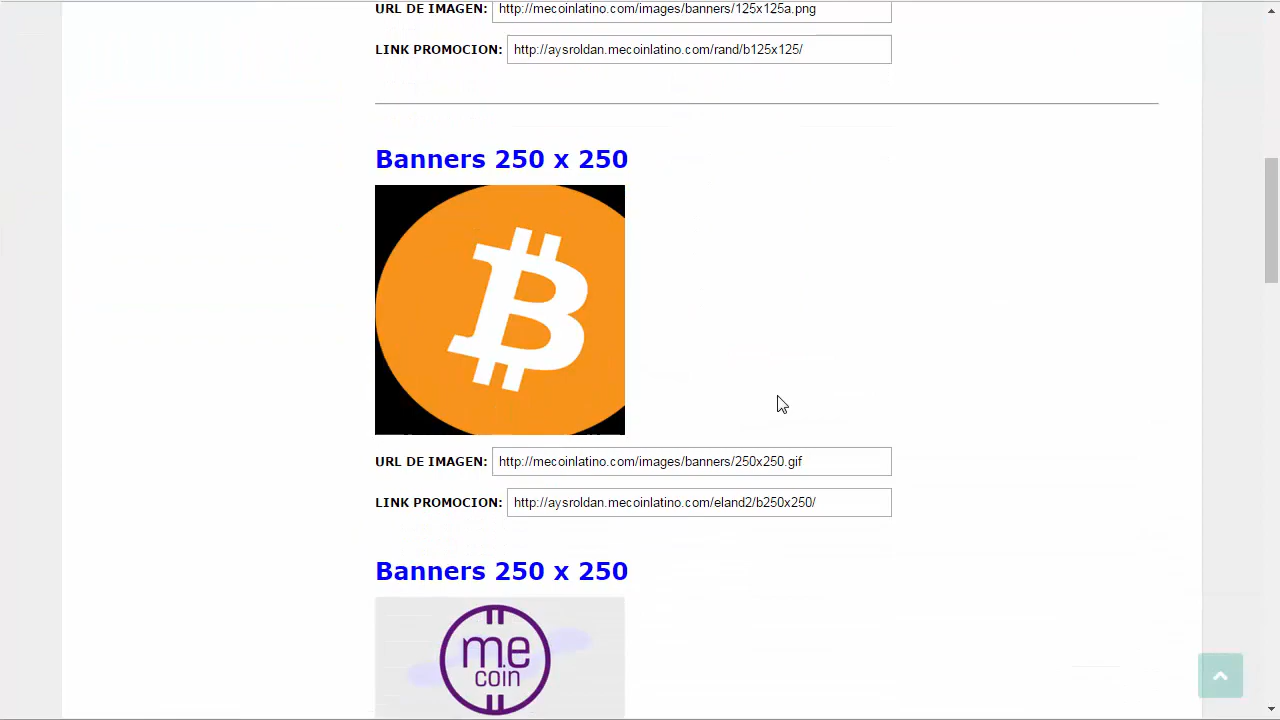 URL DE IMAGEN: http://mecoinlatino.com/images/banners/125x125a.png
LINK PROMOCION: http://aysroldan.mecoinlatino.com/rand/b125x125/
Banners 250 x 250
URL DE IMAGEN: http://mecoinlatino.com/images/banners/250x250.gif
LINK PROMOCION: http://aysroldan.mecoinlatino.com/eland2/b250x250/
Banners 250 x 250
m.e
coin